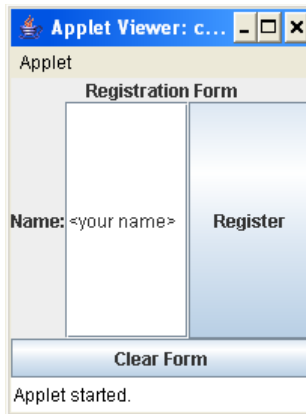 Applet Viewer: c...
Applet
Registration Form
Name: <your name> Register
Clear Form
Applet started.